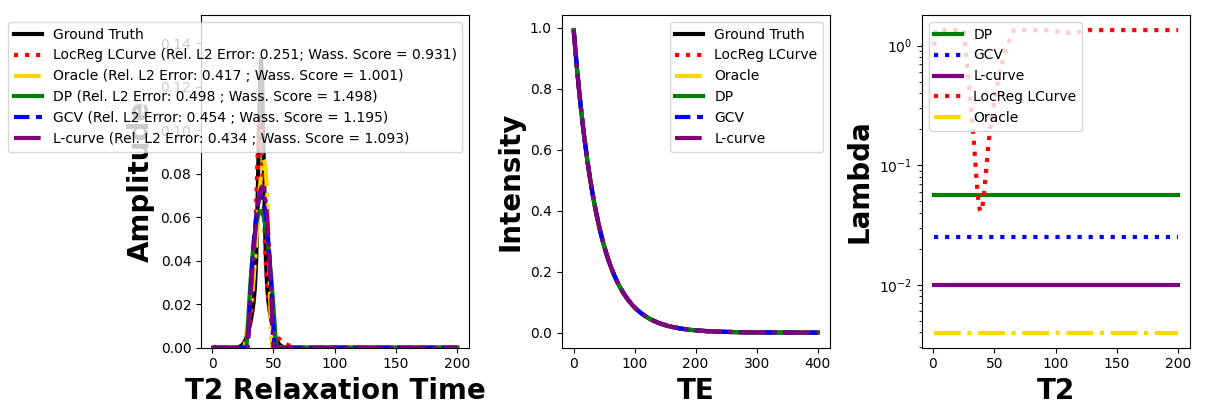 Ground Truth
LocReg LCurve (Rel. L2 Error: 0.251; Wass. Score = 0.931)
Oracle (Rel. L2 Error: 0.417 ; Wass. Score = 1.001)
DP (Rel. L2 Error: 0.498 ; Wass. Score = 1.498)
GCV (Rel. L2 Error: 0.454 ; Wass. Score = 1.195)
L-curve (Rel. L2 Error: 0.434 ; Wass. Score = 1.093)
Amplitude
0.14
0.12
0.10
0.08
0.06
0.04
0.02
0.00
0 50 100 150 200
T2 Relaxation Time
Ground Truth
LocReg LCurve
Oracle
DP
GCV
L-curve
Intensity
1.0
0.8
0.6
0.4
0.2
0.0
0 100 200 300 400
TE
DP
GCV
L-curve
LocReg LCurve
Oracle
Lambda
10⁰
10⁻¹
10⁻²
0 50 100 150 200
T2